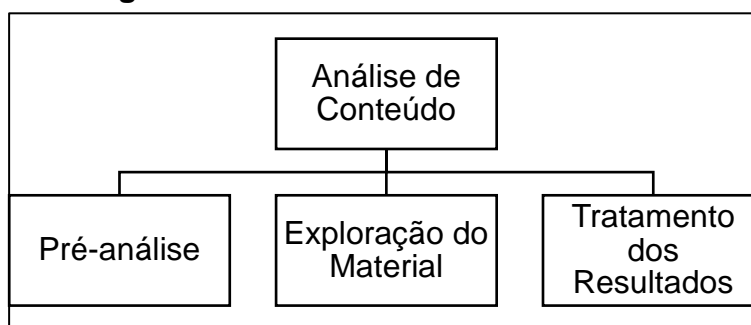 Análise de
Conteúdo
Pré-análise
Exploração do
Material
Tratamento
dos
Resultados